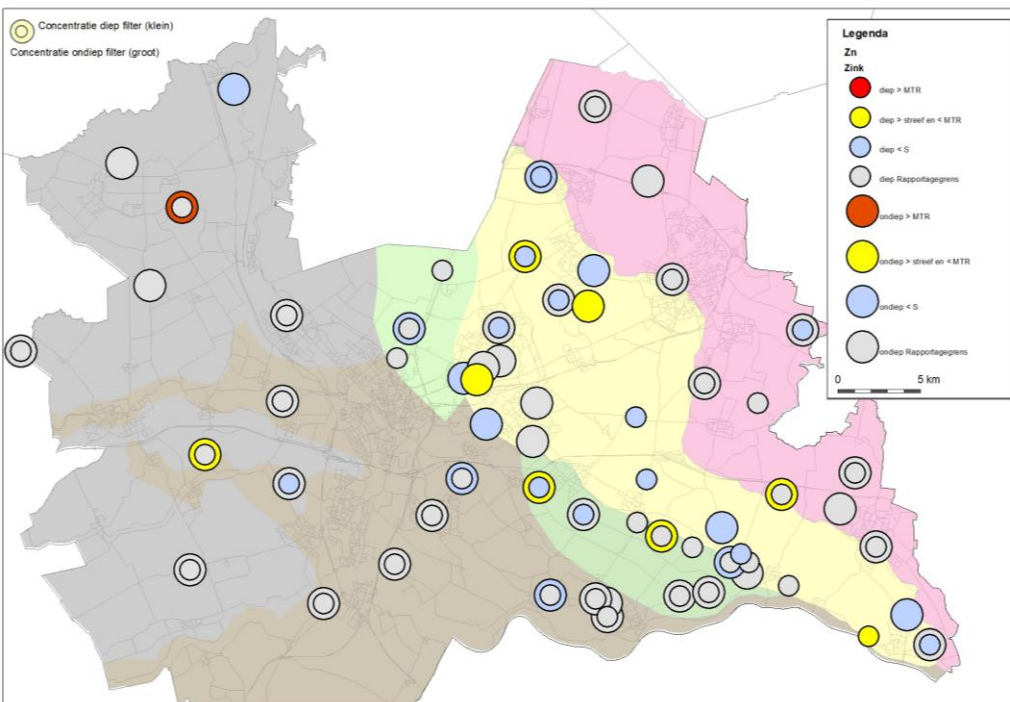 Concentratie diep filter (klein)
Concentratie ondiep filter (groot)
Legenda
Zn
Zink
diep > MTR
diep > streef en < MTR
diep < S
diep Rapportagegrens
ondiep > MTR
ondiep > streef en < MTR
ondiep < S
ondiep Rapportagegrens
0 5 km